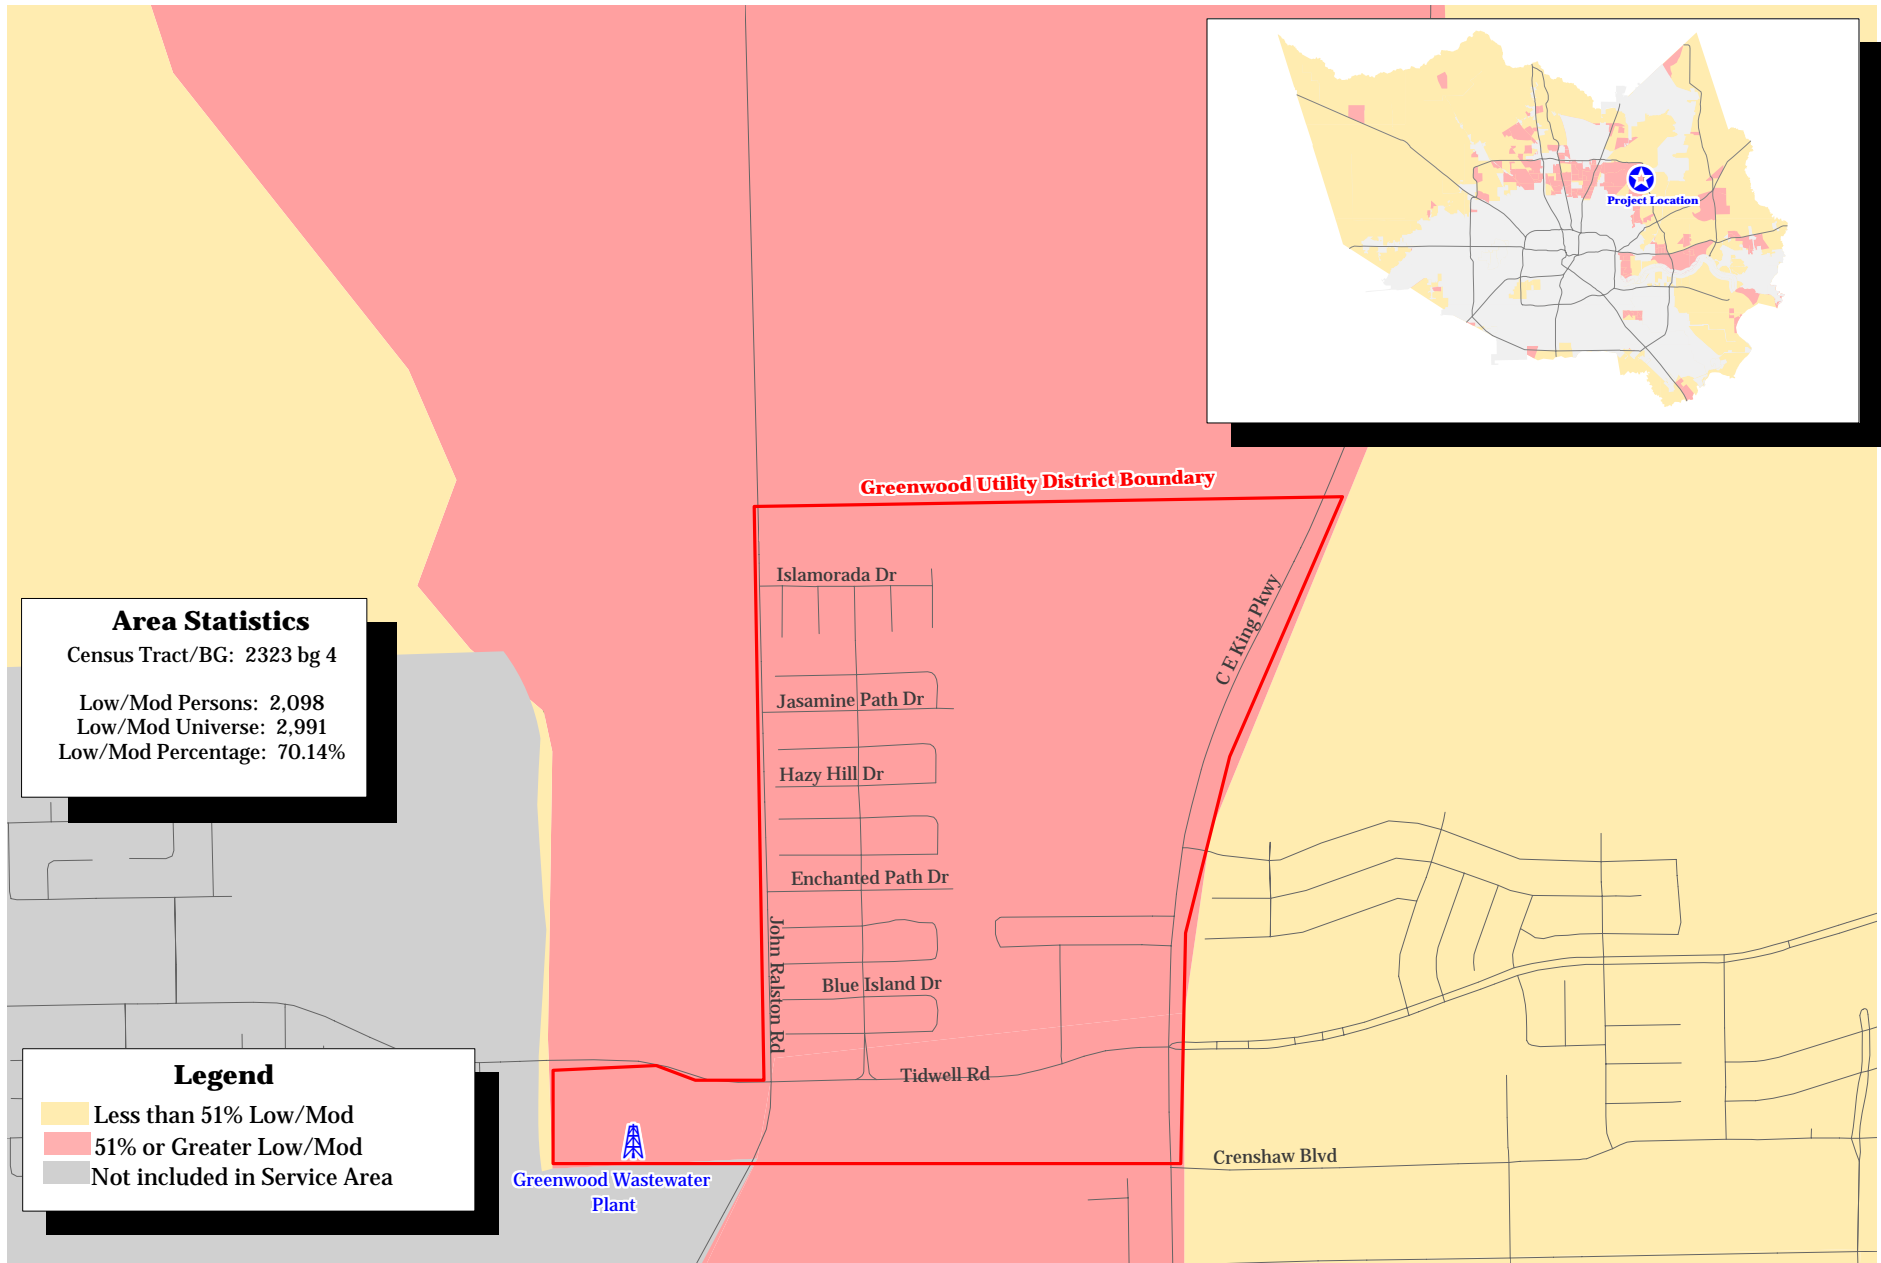 Project Location
Greenwood Utility District Boundary
Islamorada Dr
C E King Pkwy
Area Statistics
Census Tract/BG: 2323 bg 4
Low/Mod Persons: 2,098
Low/Mod Universe: 2,991
Low/Mod Percentage: 70.14%
Jasamine Path Dr
Hazy Hill Dr
Enchanted Path Dr
John Ralston Rd
Blue Island Dr
Tidwell Rd
Legend
Less than 51% Low/Mod
51% or Greater Low/Mod
Not included in Service Area
Greenwood Wastewater
Plant
Crenshaw Blvd